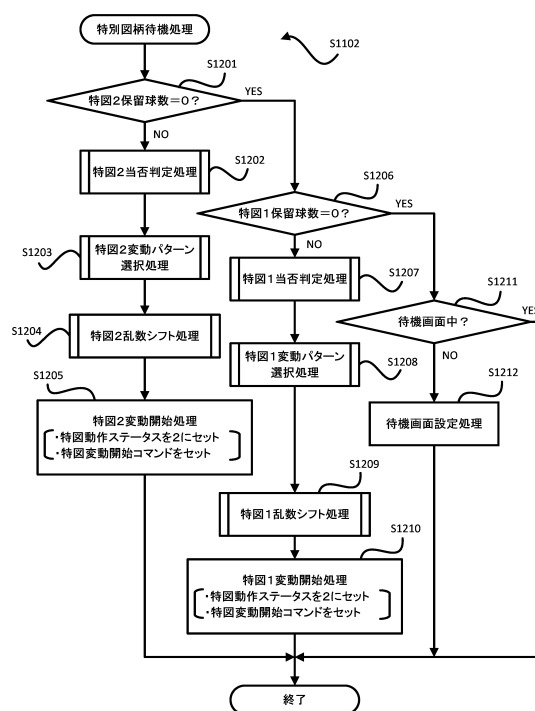 特別図柄待機処理
S1102
S1201
特図2保留球数=0?
YES
NO
特図2当否判定処理
S1202
S1206
特図1保留球数=0?
YES
NO
S1203
特図2変動パターン
選択処理
特図1当否判定処理
S1207
S1211
待機画面中?
YES
NO
S1204
特図2乱数シフト処理
特図1変動パターン
選択処理
S1208
S1205
特図2変動開始処理
・特図動作ステータスを2にセット
・特図変動開始コマンドをセット
S1212
待機画面設定処理
S1209
特図1乱数シフト処理
S1210
特図1変動開始処理
・特図動作ステータスを2にセット
・特図変動開始コマンドをセット
終了